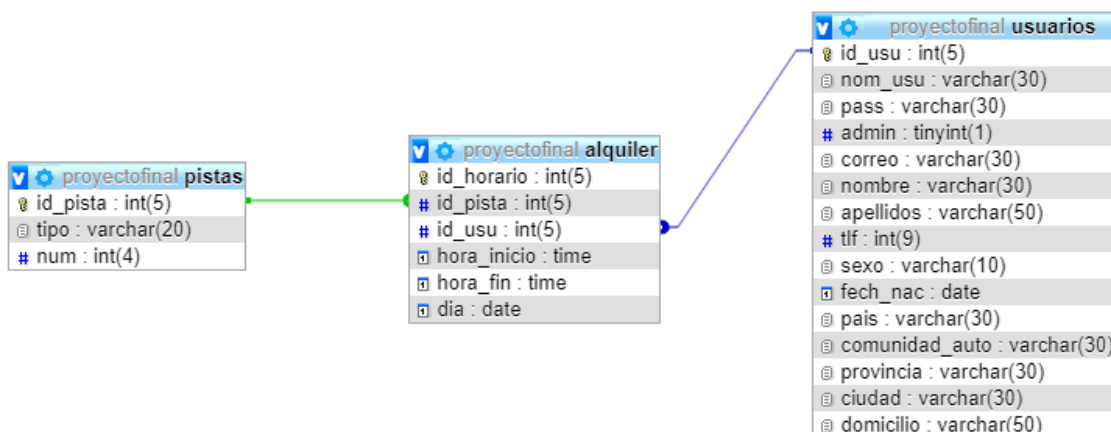 proyectofinal pistas
id_pista : int(5)
tipo : varchar(20)
num : int(4)
proyectofinal alquiler
id_horario : int(5)
id_pista : int(5)
id_usu : int(5)
hora_inicio : time
hora_fin : time
dia : date
proyectofinal usuarios
id_usu : int(5)
nom_usu : varchar(30)
pass : varchar(30)
admin : tinyint(1)
correo : varchar(30)
nombre : varchar(30)
apellidos : varchar(50)
tlf : int(9)
sexo : varchar(10)
fech_nac : date
pais : varchar(30)
comunidad_auto : varchar(30)
provincia : varchar(30)
ciudad : varchar(30)
domicilio : varchar(50)